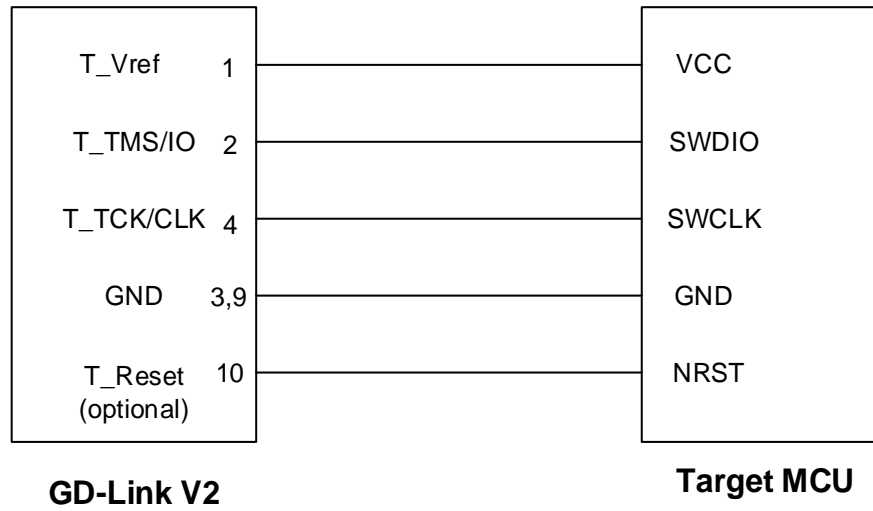 T_Vref 1 VCC
T_TMS/IO 2 SWDIO
T_TCK/CLK 4 SWCLK
GND 3,9 GND
T_Reset 10 NRST
(optional)
GD-Link V2 Target MCU